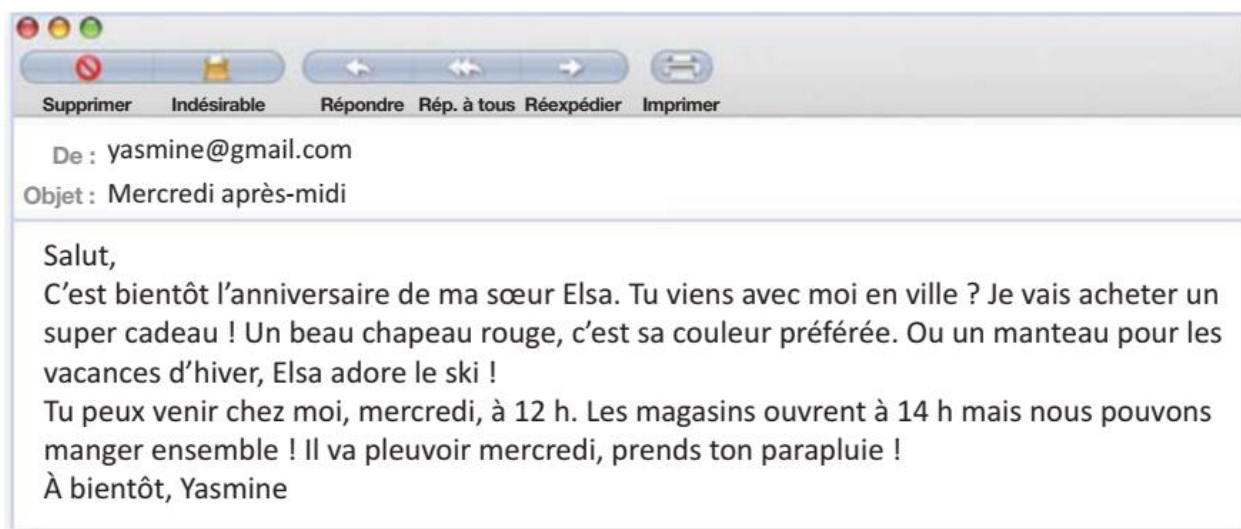 Supprimer Indésirable Répondre Rép. à tous Réexpédier Imprimer
De : yasmine@gmail.com
Objet : Mercredi après-midi
Salut,
C'est bientôt l'anniversaire de ma sœur Elsa. Tu viens avec moi en ville ? Je vais acheter un
super cadeau ! Un beau chapeau rouge, c'est sa couleur préférée. Ou un manteau pour les
vacances d'hiver, Elsa adore le ski !
Tu peux venir chez moi, mercredi, à 12 h. Les magasins ouvrent à 14 h mais nous pouvons
manger ensemble ! Il va pleuvoir mercredi, prends ton parapluie !
À bientôt, Yasmine